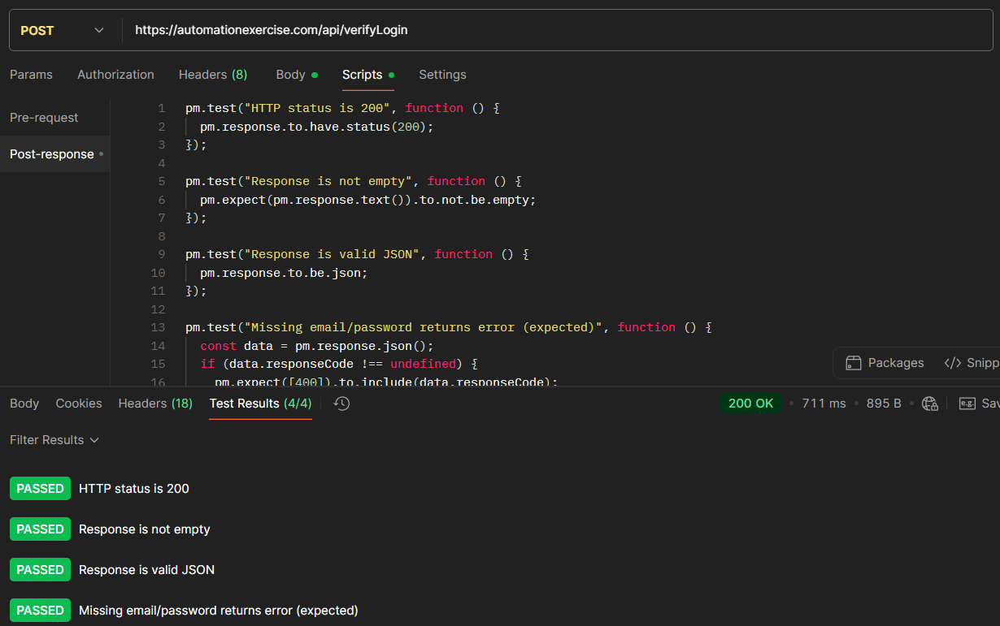 POST https://automationexercise.com/api/verifyLogin
Params Authorization Headers (8) Body Scripts Settings
Pre-request
Post-response
1 pm.test("HTTP status is 200", function () {
2 pm.response.to.have.status(200);
3 });
4
5 pm.test("Response is not empty", function () {
6 pm.expect(pm.response.text()).to.not.be.empty;
7 });
8
9 pm.test("Response is valid JSON", function () {
10 pm.response.to.be.json;
11 });
12
13 pm.test("Missing email/password returns error (expected)", function () {
14 const data = pm.response.json();
15 if (data.responseCode !== undefined) {
16 pm.expect([400]).to.include(data.responseCode);
Packages </> Snipp
Body Cookies Headers (18) Test Results (4/4) 200 OK • 711 ms • 895 B • e.g. Sav
Filter Results
PASSED HTTP status is 200
PASSED Response is not empty
PASSED Response is valid JSON
PASSED Missing email/password returns error (expected)